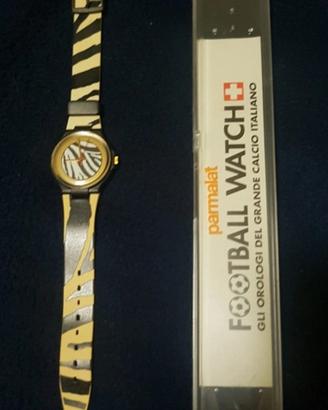 parmalat
FOOTBALL WATCH
GLI OROLOGI DEL GRANDE CALCIO ITALIANO